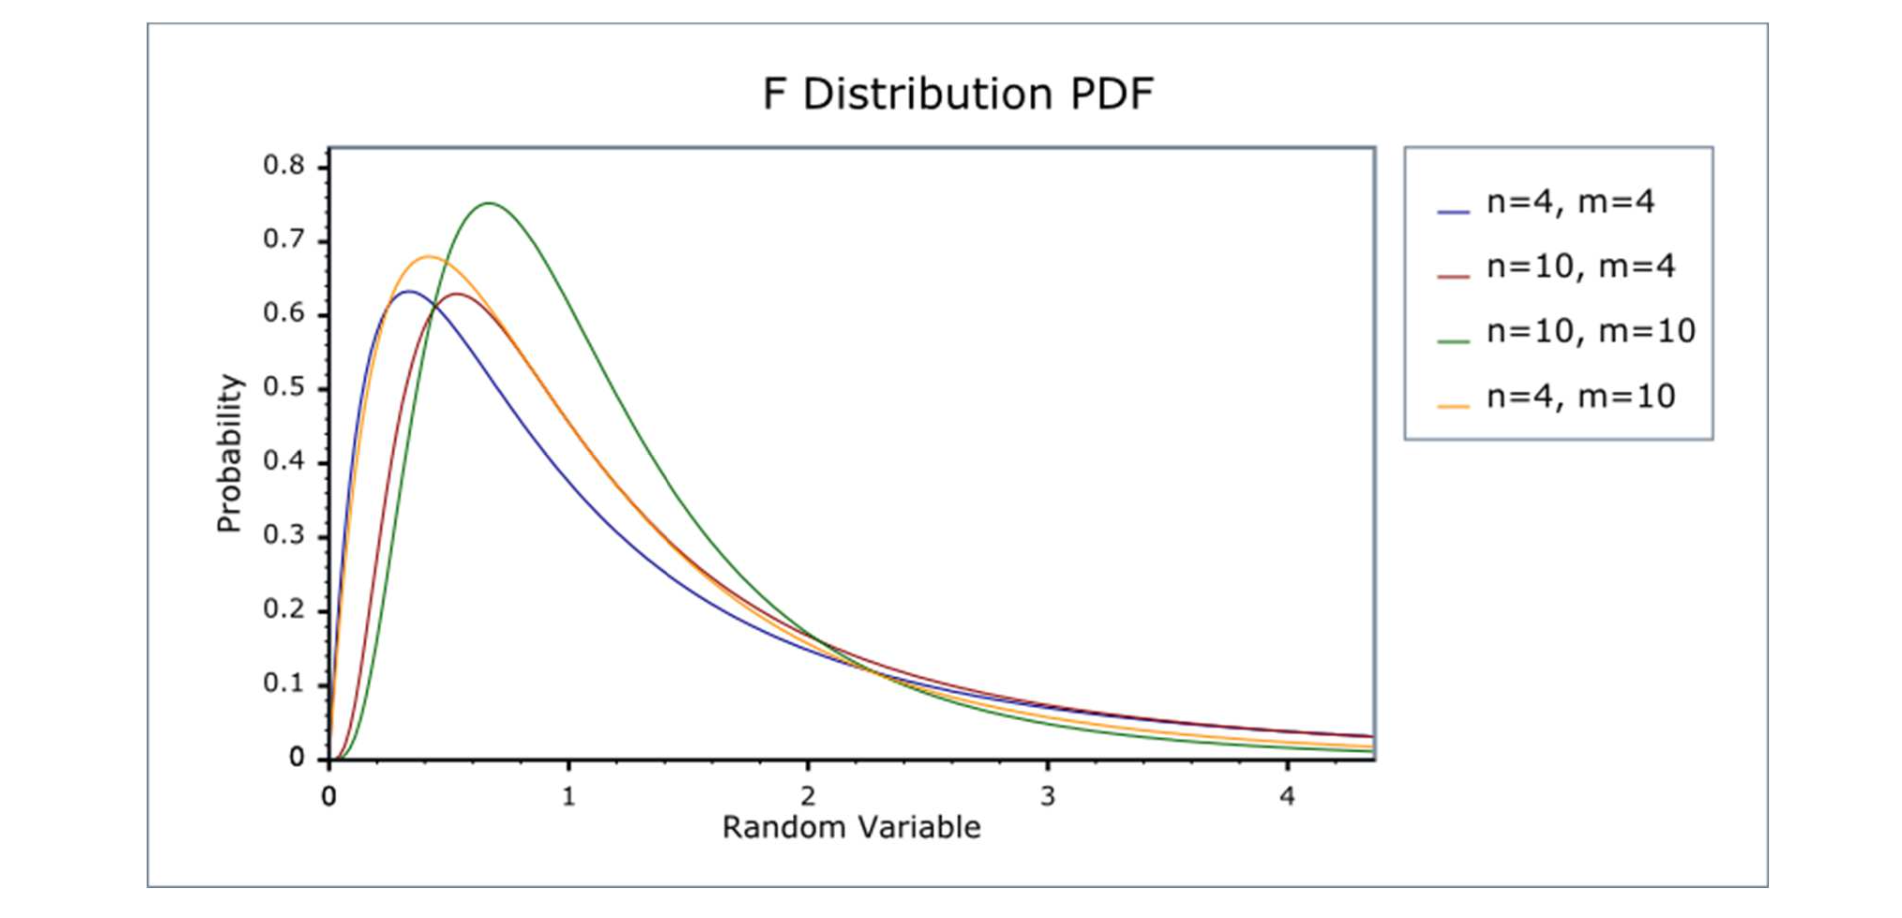 F Distribution PDF
0.8
0.7
0.6
0.5
0.4
0.3
0.2
0.1
0
Probability
0
1
2
3
4
Random Variable
n=4, m=4
n=10, m=4
n=10, m=10
n=4, m=10